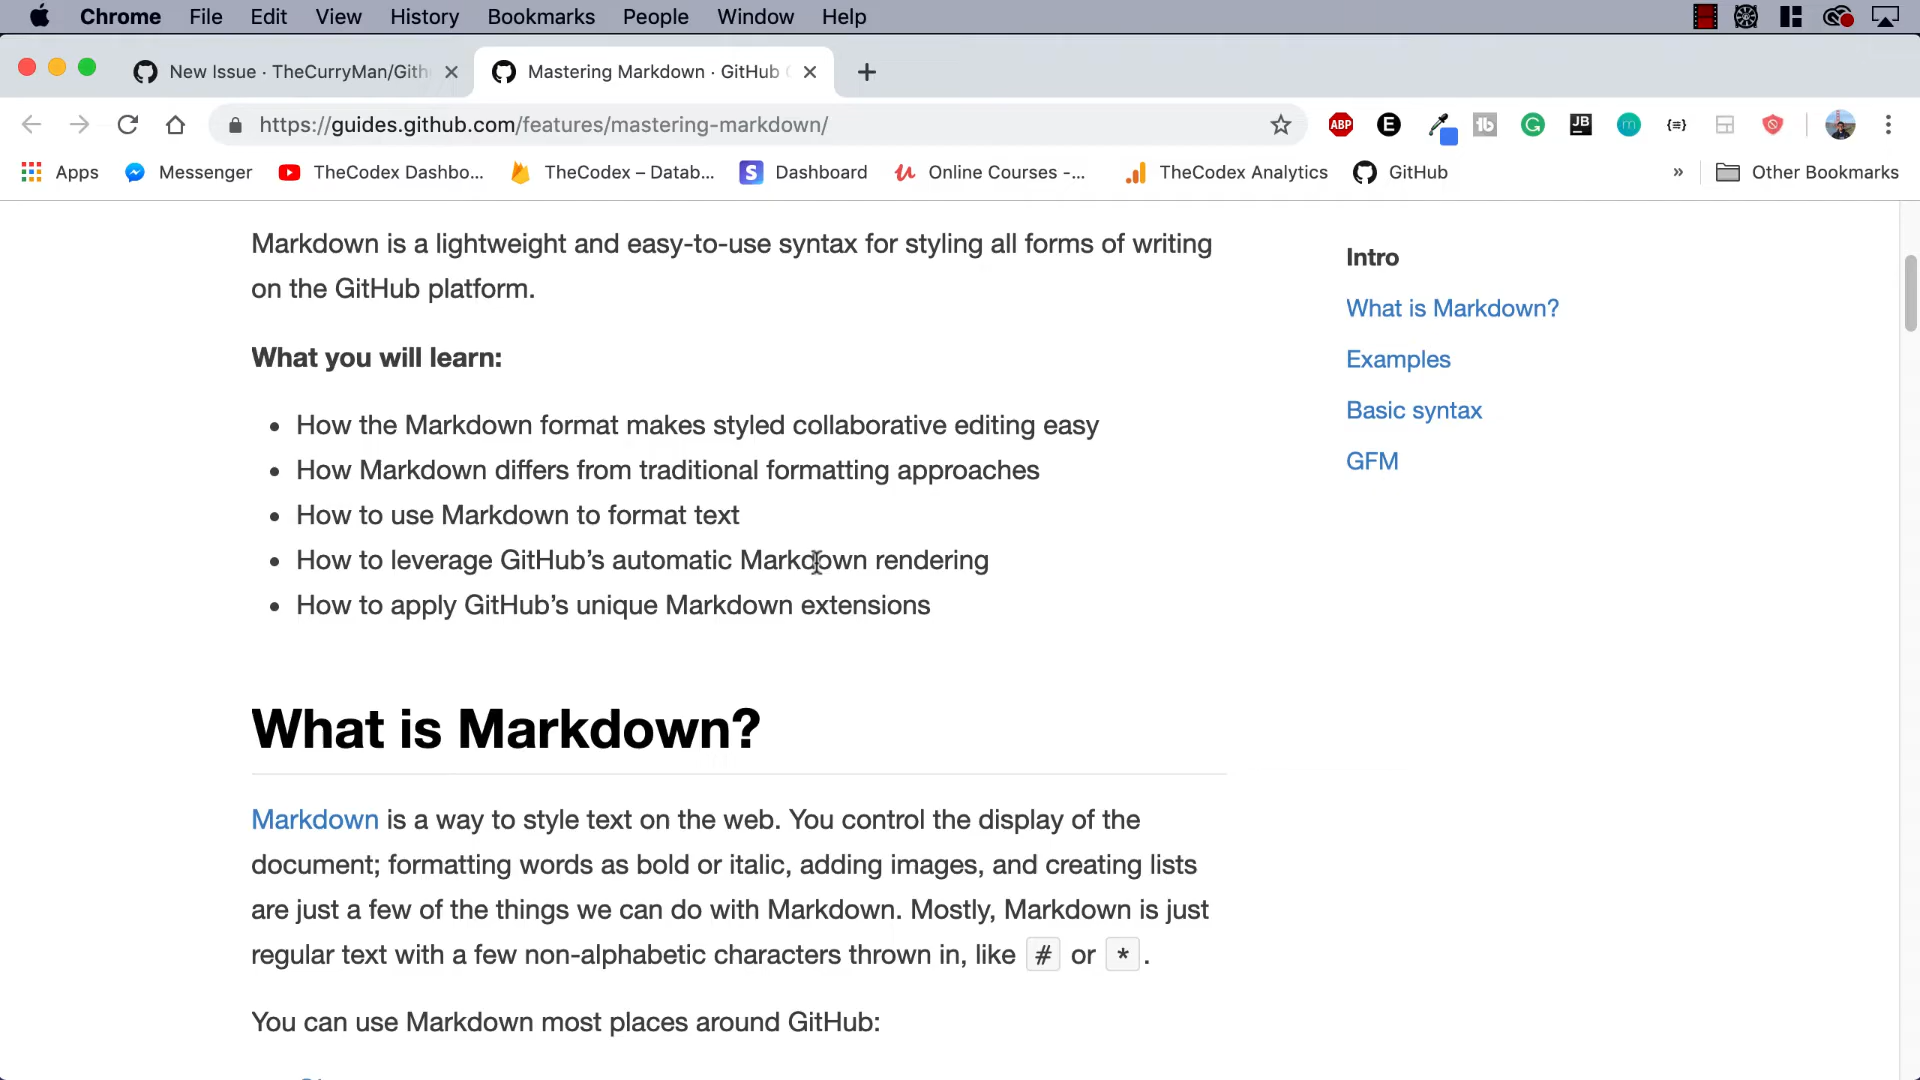 Chrome File Edit View History Bookmarks People Window Help
New Issue · TheCurryMan/Gith
Mastering Markdown · GitHub
https://guides.github.com/features/mastering-markdown/
ABP
E
JB
Apps Messenger TheCodex Dashbo... TheCodex – Datab... Dashboard Online Courses -... TheCodex Analytics GitHub » Other Bookmarks
Markdown is a lightweight and easy-to-use syntax for styling all forms of writing
on the GitHub platform.
What you will learn:
• How the Markdown format makes styled collaborative editing easy
• How Markdown differs from traditional formatting approaches
• How to use Markdown to format text
• How to leverage GitHub’s automatic Markdown rendering
• How to apply GitHub’s unique Markdown extensions
What is Markdown?
Markdown is a way to style text on the web. You control the display of the
document; formatting words as bold or italic, adding images, and creating lists
are just a few of the things we can do with Markdown. Mostly, Markdown is just
regular text with a few non-alphabetic characters thrown in, like # or *.
You can use Markdown most places around GitHub:
Intro
What is Markdown?
Examples
Basic syntax
GFM